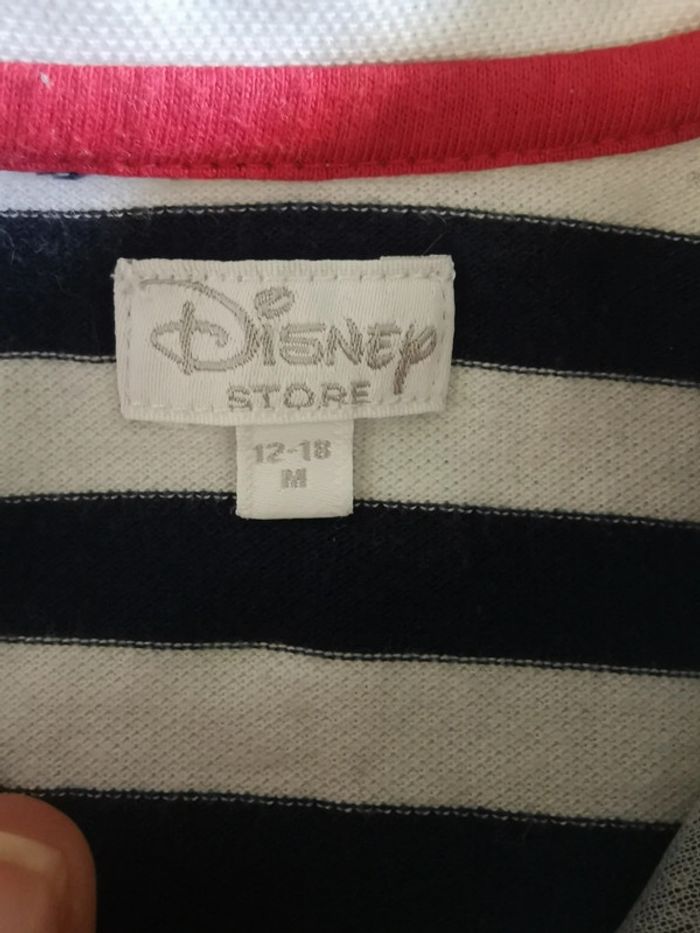 Disney
STORE
12-18
M